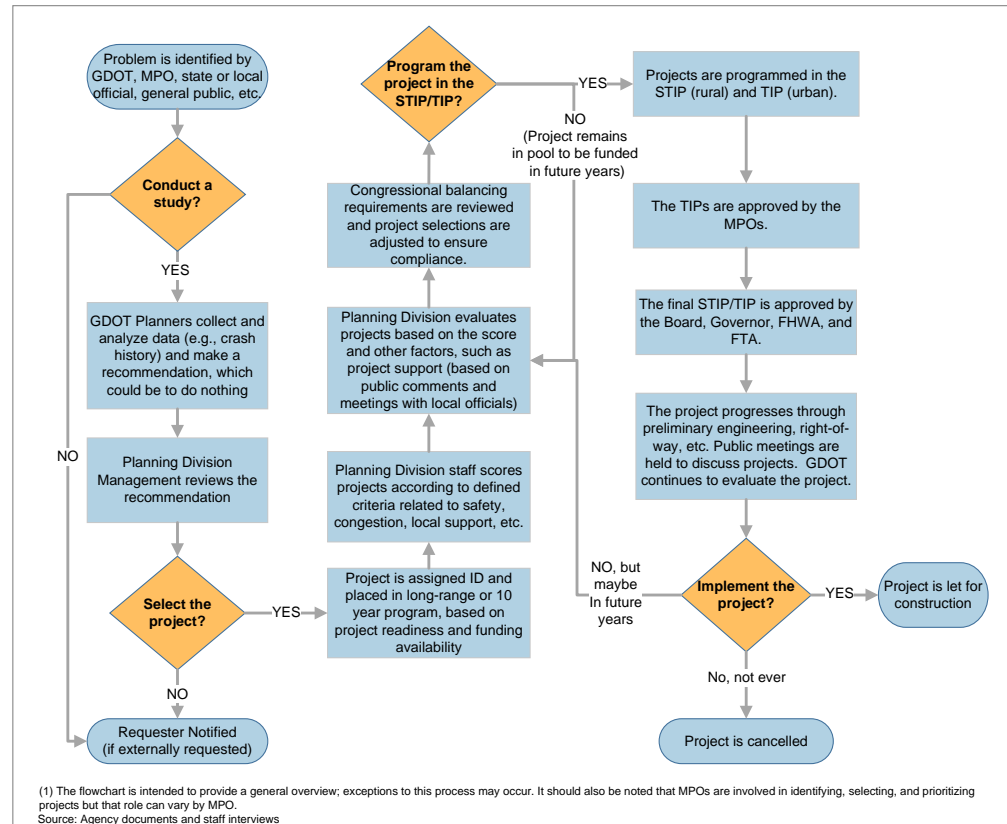 Problem is identified by
GDOT, MPO, state or local
official, general public, etc.
Conduct a
study?
YES
NO
GDOT Planners collect and
analyze data (e.g., crash
history) and make a
recommendation, which
could be to do nothing
Planning Division
Management reviews the
recommendation
Select the
project?
YES
NO
Requester Notified
(if externally requested)
Project is assigned ID and
placed in long-range or 10
year program, based on
project readiness and funding
availability
Planning Division staff scores
projects according to defined
criteria related to safety,
congestion, local support, etc.
Planning Division evaluates
projects based on the score
and other factors, such as
project support (based on
public comments and
meetings with local officials)
Congressional balancing
requirements are reviewed
and project selections are
adjusted to ensure
compliance.
Program the
project in the
STIP/TIP?
YES
NO
(Project remains
in pool to be funded
in future years)
Projects are programmed in the
STIP (rural) and TIP (urban).
The TIPs are approved by the
MPOs.
The final STIP/TIP is approved by
the Board, Governor, FHWA, and
FTA.
The project progresses through
preliminary engineering, right-of-
way, etc. Public meetings are
held to discuss projects.  GDOT
continues to evaluate the project.
Implement the
project?
NO, but
maybe
In future
years
YES
Project is let for
construction
No, not ever
Project is cancelled
(1) The flowchart is intended to provide a general overview; exceptions to this process may occur. It should also be noted that MPOs are involved in identifying, selecting, and prioritizing
projects but that role can vary by MPO.
Source: Agency documents and staff interviews